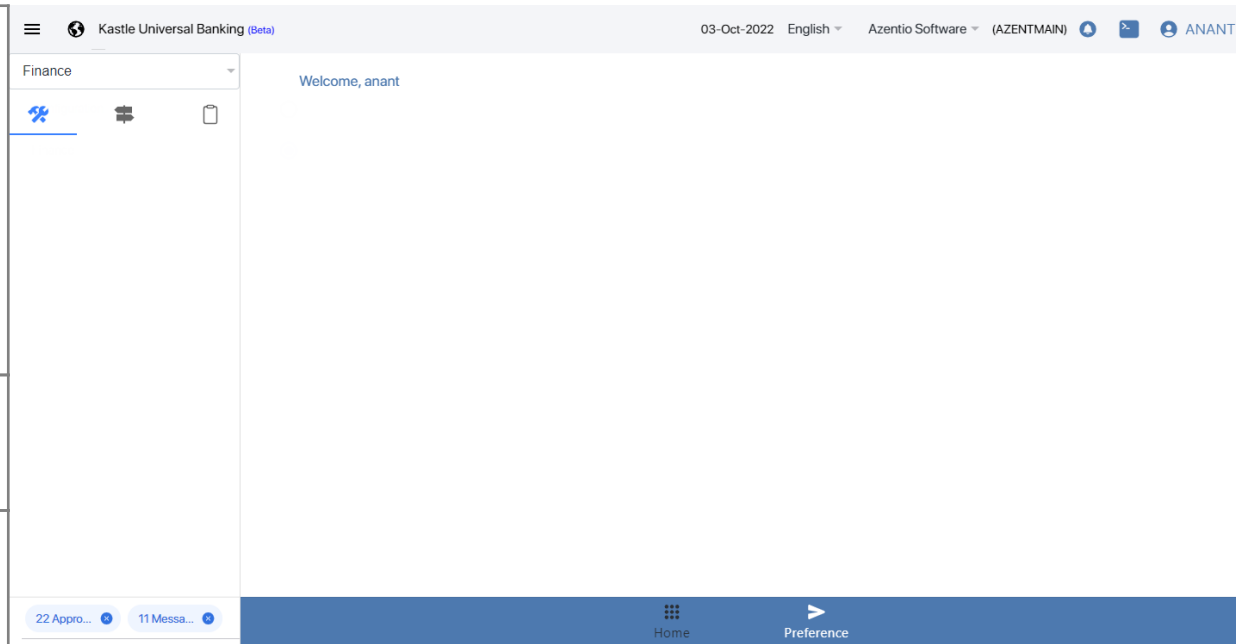 Kastle Universal Banking (Beta) 03-Oct-2022 English Azentio Software (AZENTMAIN) ANANT
Finance
Welcome, anant
22 Appro... 11 Messa...
Home Preference